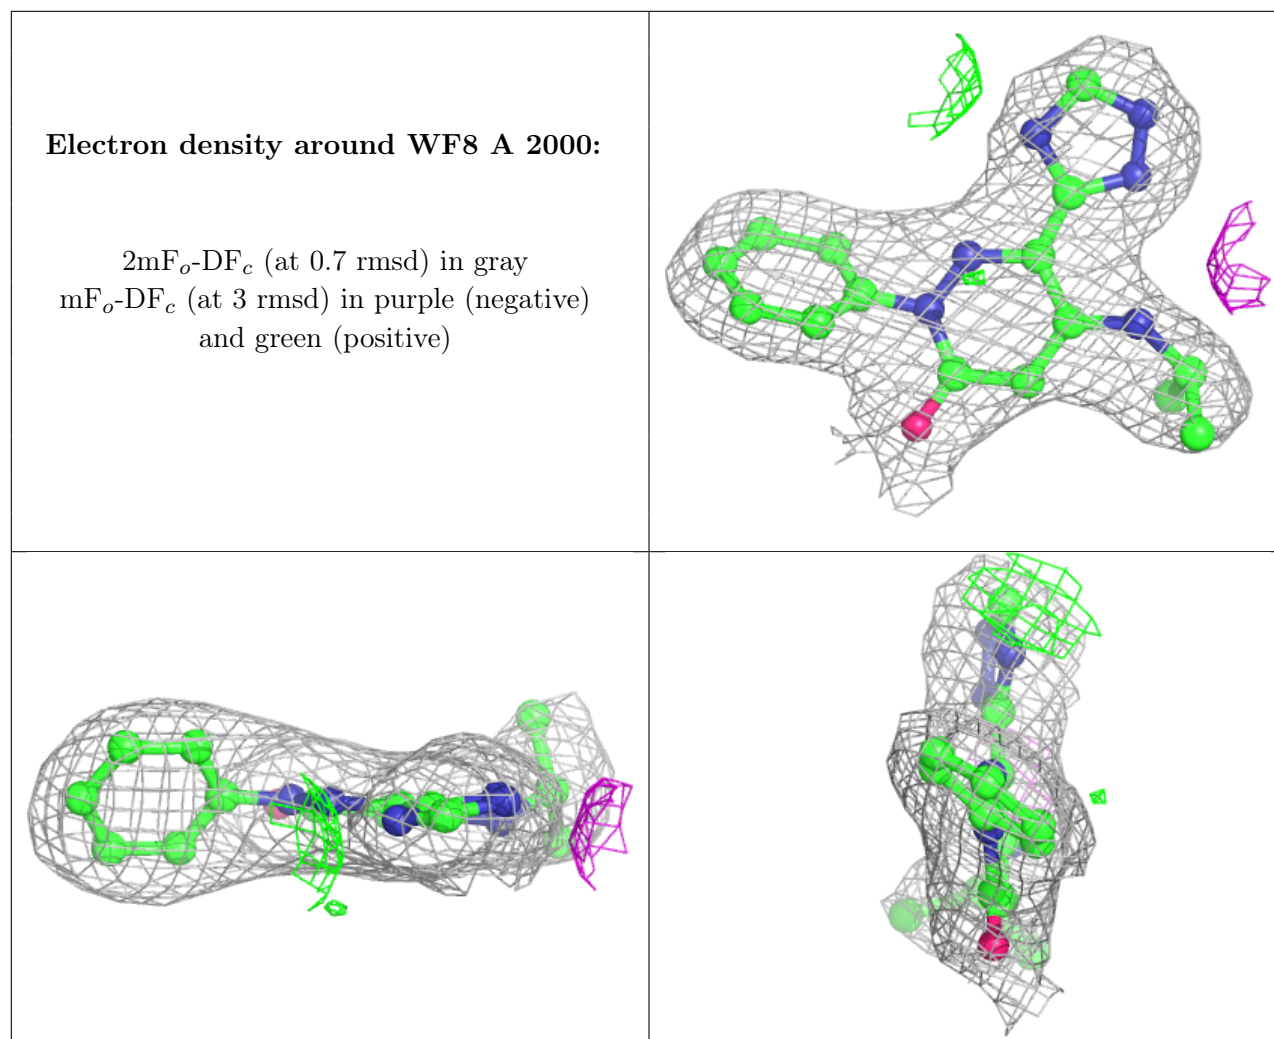 Electron density around WF8 A 2000:
2mFo-DFc (at 0.7 rmsd) in gray
mFo-DFc (at 3 rmsd) in purple (negative)
and green (positive)